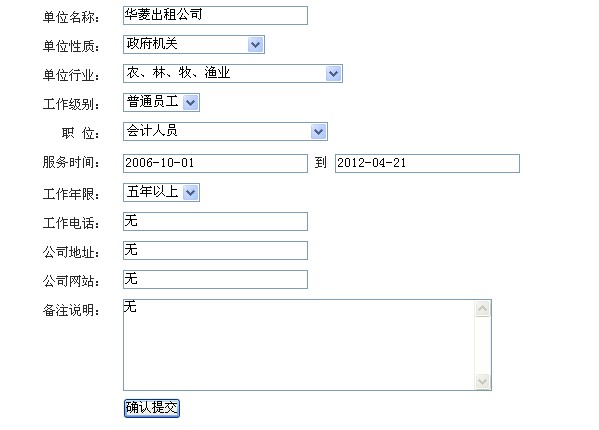 单位名称： 华菱出租公司
单位性质： 政府机关
单位行业： 农、林、牧、渔业
工作级别： 普通员工
职 位： 会计人员
服务时间： 2006-10-01 到 2012-04-21
工作年限： 五年以上
工作电话： 无
公司地址： 无
公司网站： 无
备注说明： 无
确认提交